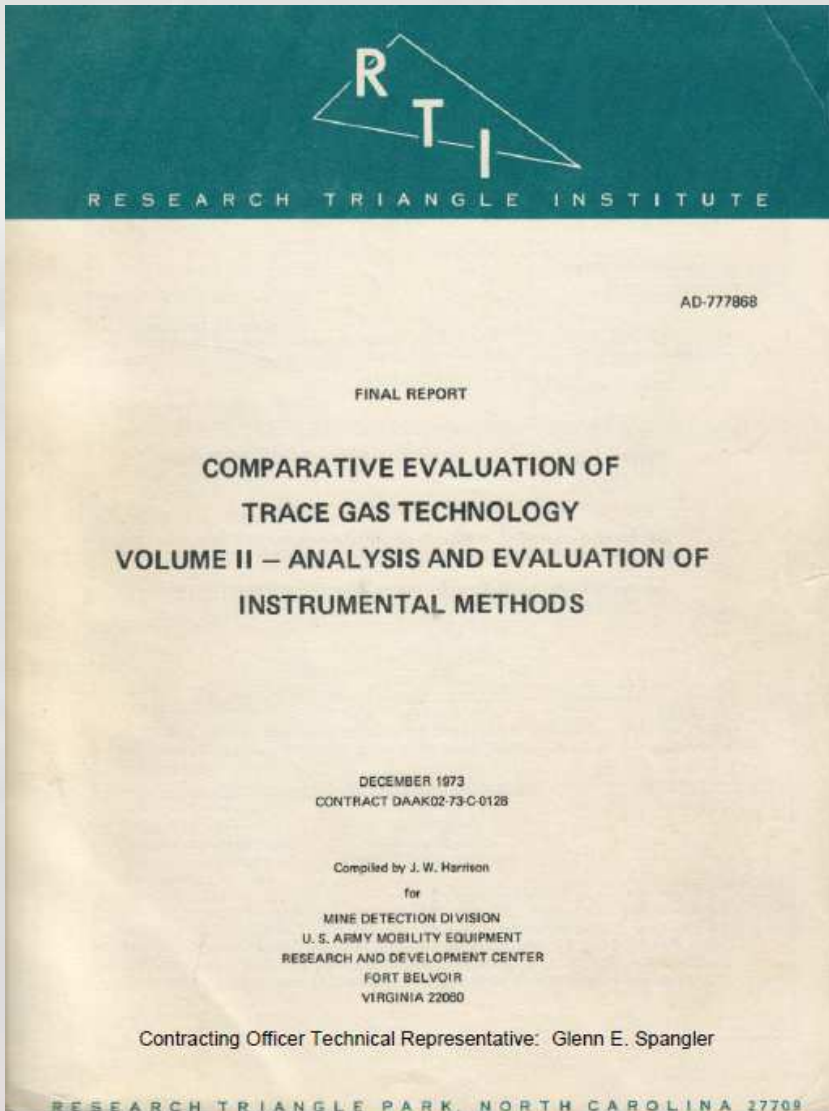 R T I
RESEARCH TRIANGLE INSTITUTE
AD-777868
FINAL REPORT
COMPARATIVE EVALUATION OF
TRACE GAS TECHNOLOGY
VOLUME II — ANALYSIS AND EVALUATION OF
INSTRUMENTAL METHODS
DECEMBER 1973
CONTRACT DAAK02-73-C-0128
Compiled by J. W. Harrison
for
MINE DETECTION DIVISION
U. S. ARMY MOBILITY EQUIPMENT
RESEARCH AND DEVELOPMENT CENTER
FORT BELVOIR
VIRGINIA 22060
Contracting Officer Technical Representative: Glenn E. Spangler
RESEARCH TRIANGLE PARK, NORTH CAROLINA 27709